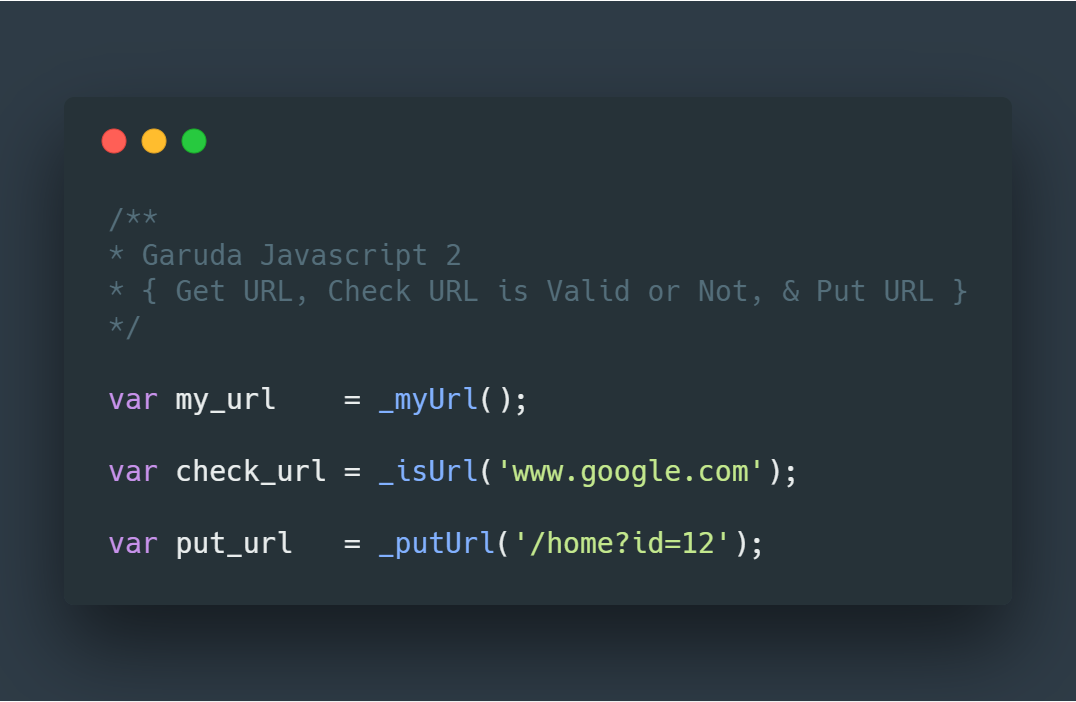 /**
* Garuda Javascript 2
* { Get URL, Check URL is Valid or Not, & Put URL }
*/
var my_url    = _myUrl();
var check_url = _isUrl('www.google.com');
var put_url   = _putUrl('/home?id=12');